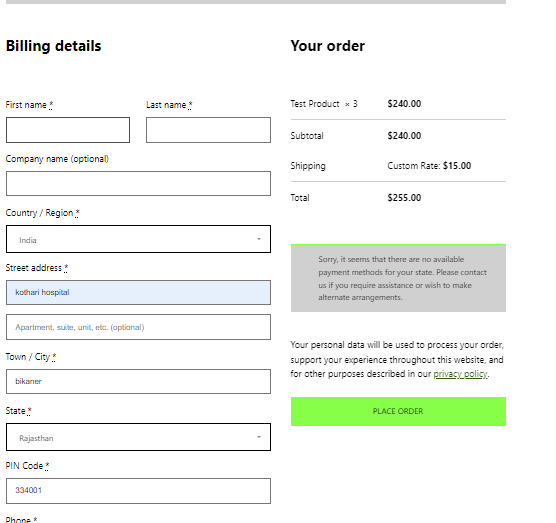 Billing details
First name *
Last name *
Company name (optional)
Country / Region *
India
Street address *
kothari hospital
Apartment, suite, unit, etc. (optional)
Town / City *
bikaner
State *
Rajasthan
PIN Code *
334001
Phone *
Your order
Test Product × 3 $240.00
Subtotal $240.00
Shipping Custom Rate: $15.00
Total $255.00
Sorry, it seems that there are no available
payment methods for your state. Please contact
us if you require assistance or wish to make
alternate arrangements.
Your personal data will be used to process your order,
support your experience throughout this website, and
for other purposes described in our privacy policy.
PLACE ORDER